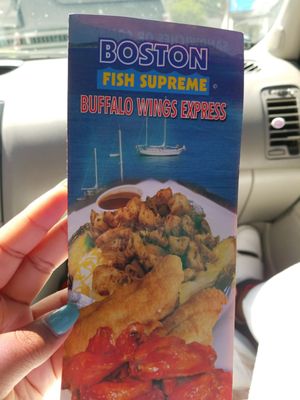 BOSTON
FISH SUPREME ©
BUFFALO WINGS EXPRESS